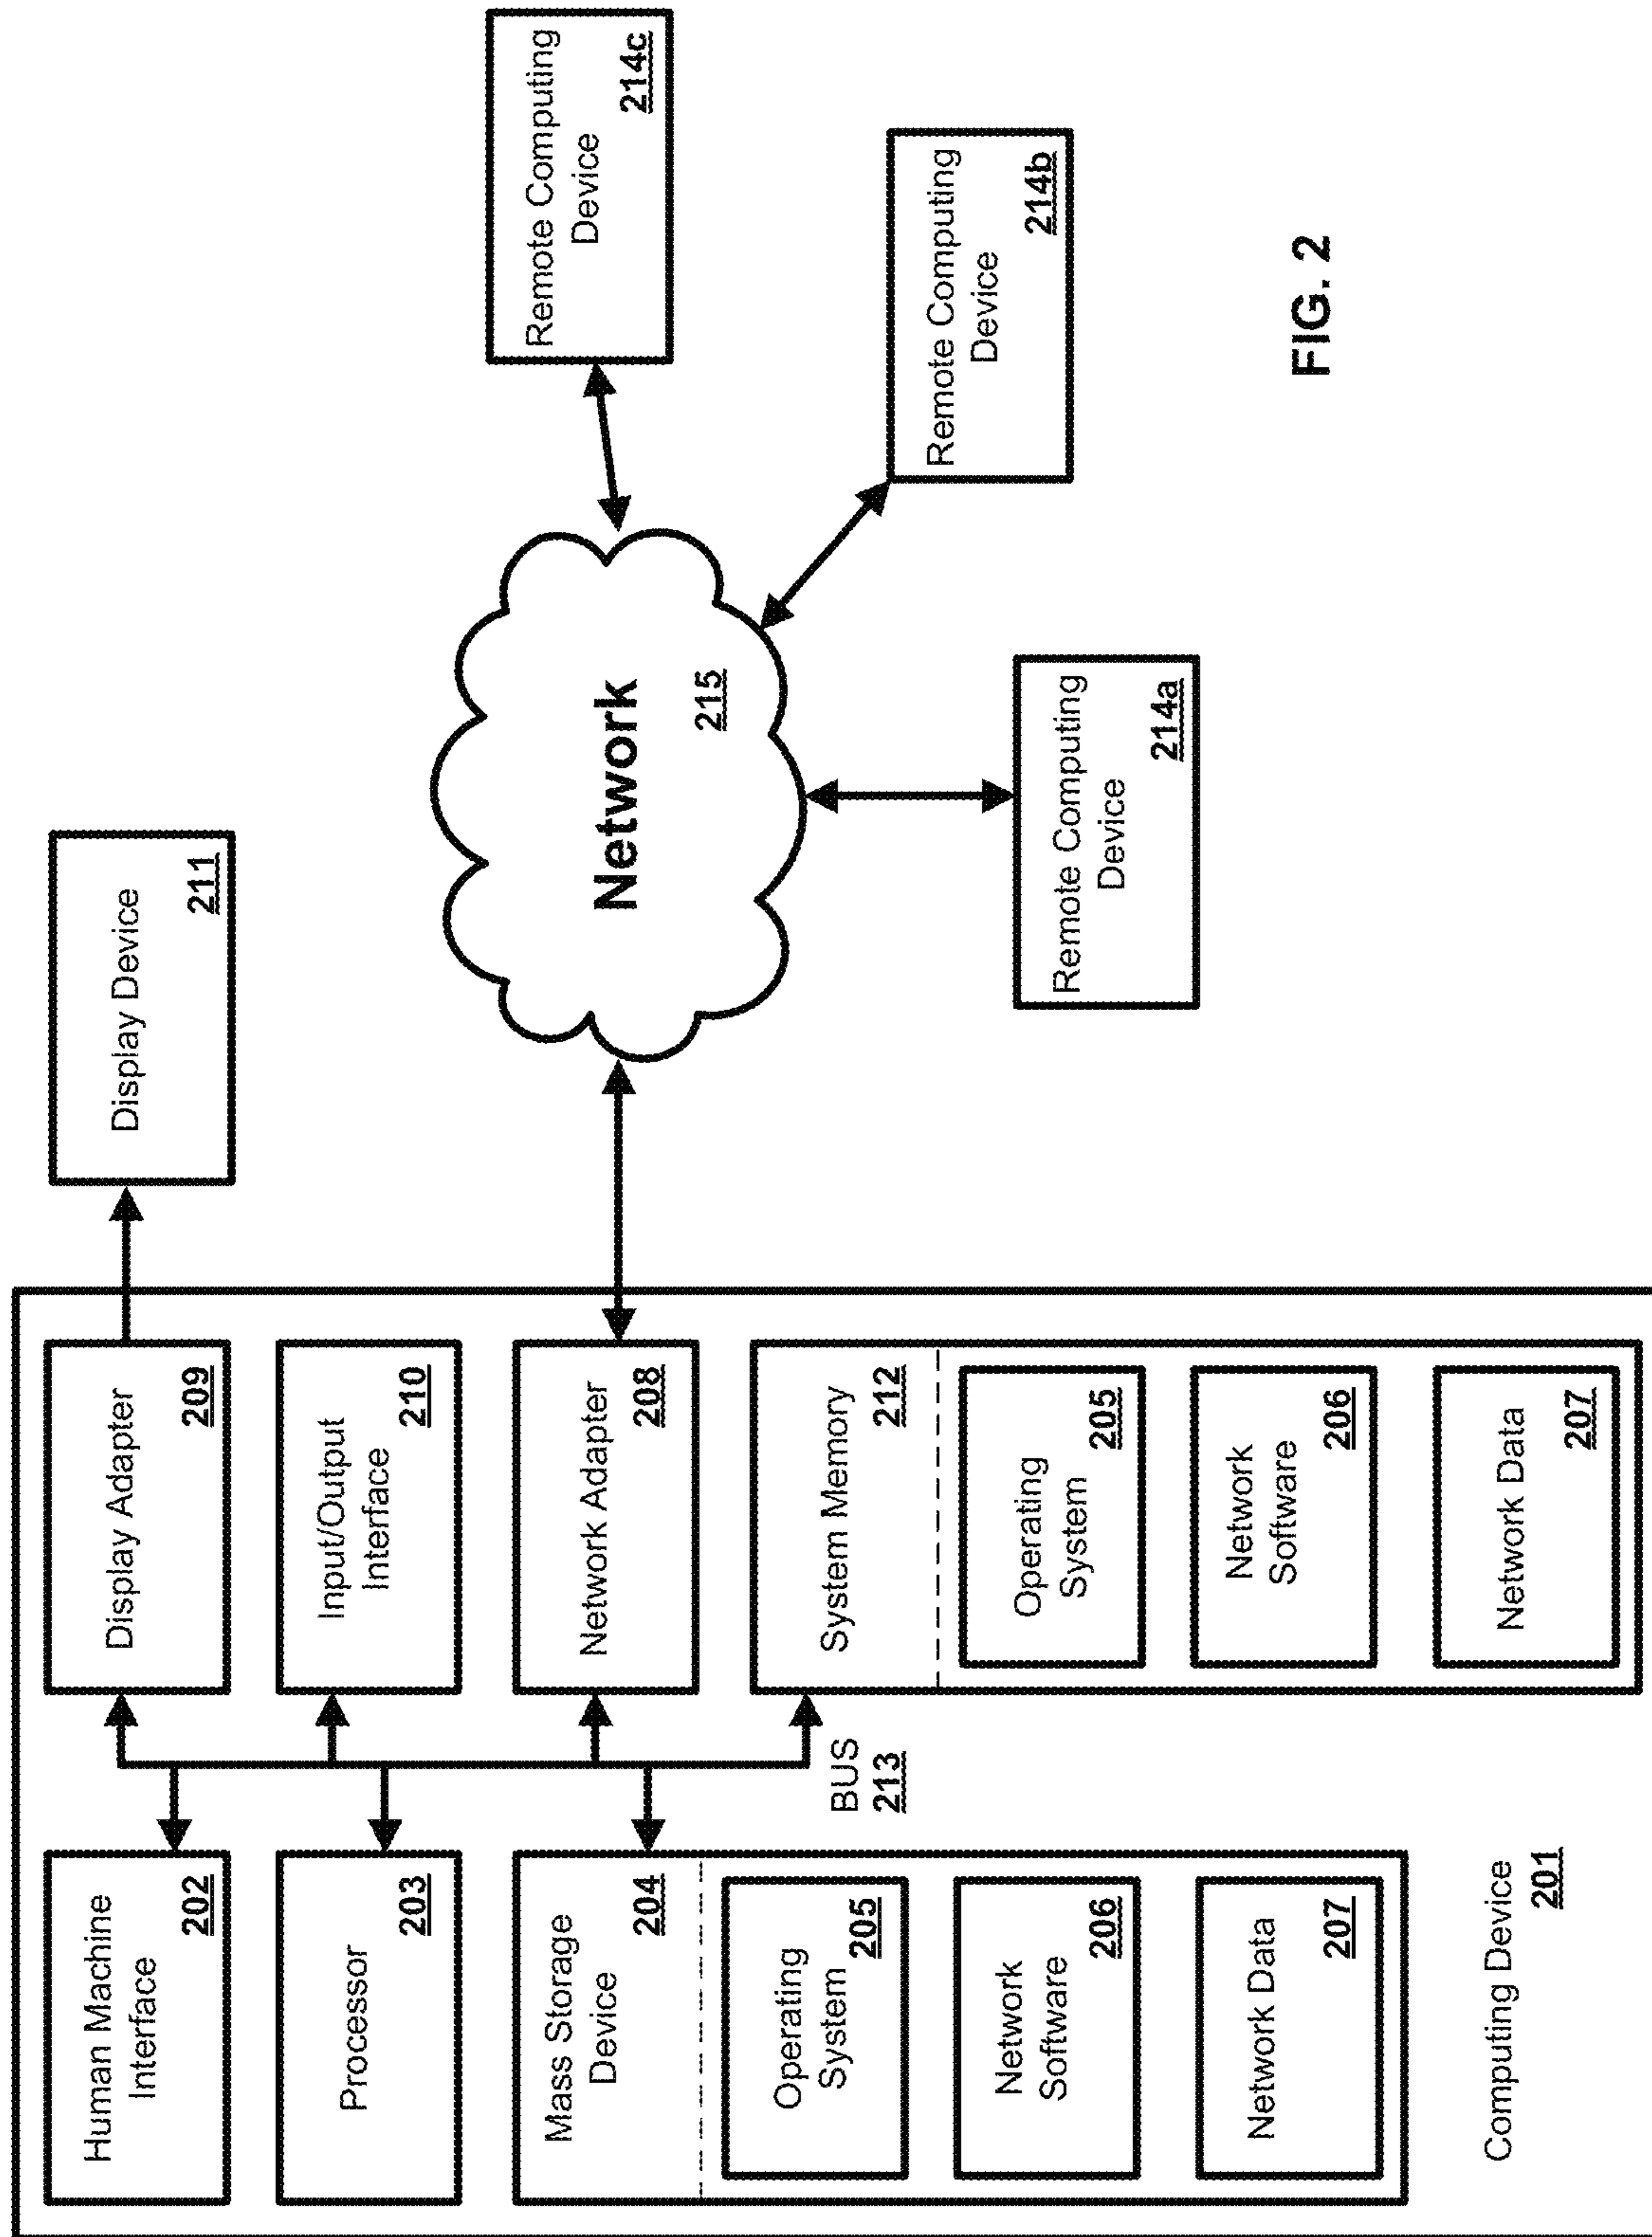 Human Machine
Interface
202
Processor
203
Mass Storage
Device
204
Operating
System
205
Network
Software
206
Network Data
207
Computing Device
201
BUS
213
Display Adapter
209
Input/Output
Interface
210
Network Adapter
208
System Memory
212
Operating
System
205
Network
Software
206
Network Data
207
Display Device
211
Network
215
Remote Computing
Device
214a
Remote Computing
Device
214b
Remote Computing
Device
214c
FIG. 2